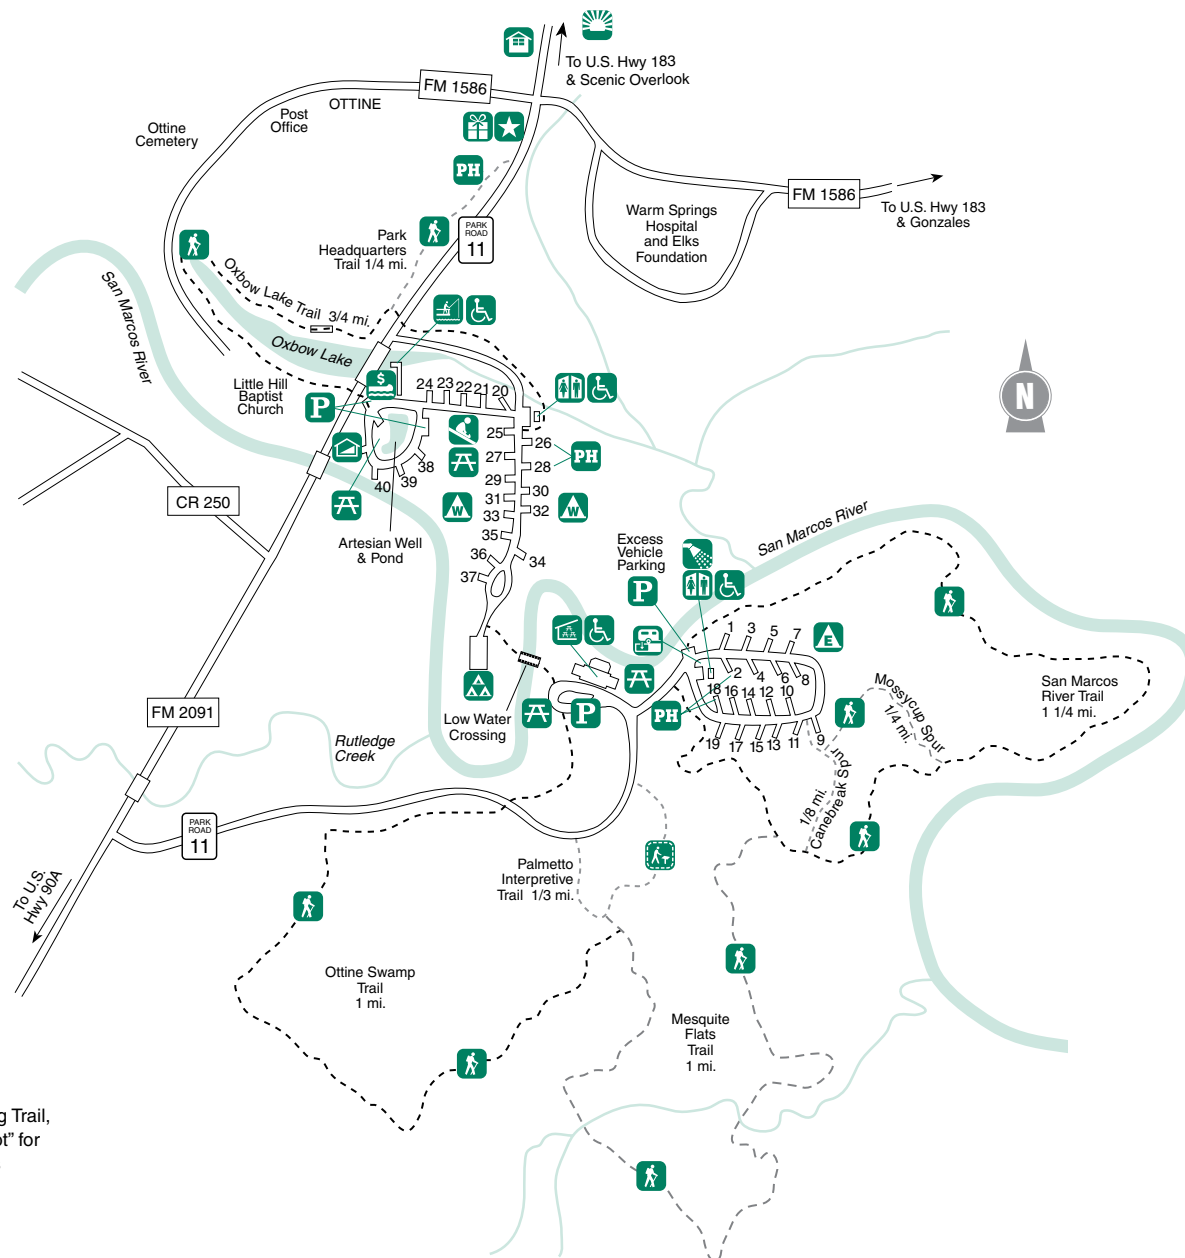 To U.S. Hwy 183
& Scenic Overlook
FM 1586
OTTINE
Post
Office
Ottine
Cemetery
PH
FM 1586
To U.S. Hwy 183
& Gonzales
Warm Springs
Hospital
and Elks
Foundation
PARK
ROAD
11
Park
Headquarters
Trail 1/4 mi.
San Marcos River
Oxbow Lake Trail 3/4 mi.
Oxbow Lake
$
Little Hill
Baptist
Church
P
24 23 22 21 20
25 26
27 28
29 30
31 32
33
35
36 34
37
38
39
40
PH
W
W
N
CR 250
Artesian Well
& Pond
San Marcos River
Excess
Vehicle
Parking
P
1 3 5 7
E
2 4 6 8
18 16 14 12 10
19 17 15 13 11 9
PH
P
Mossycup Spur
1/4 mi.
San Marcos
River Trail
1 1/4 mi.
Canebreak Spur
1/8 mi.
FM 2091
Low Water
Crossing
Rutledge
Creek
PARK
ROAD
11
To U.S.
Hwy 90A
Palmetto
Interpretive
Trail 1/3 mi.
Ottine Swamp
Trail
1 mi.
Mesquite
Flats
Trail
1 mi.
g Trail,
ot” for